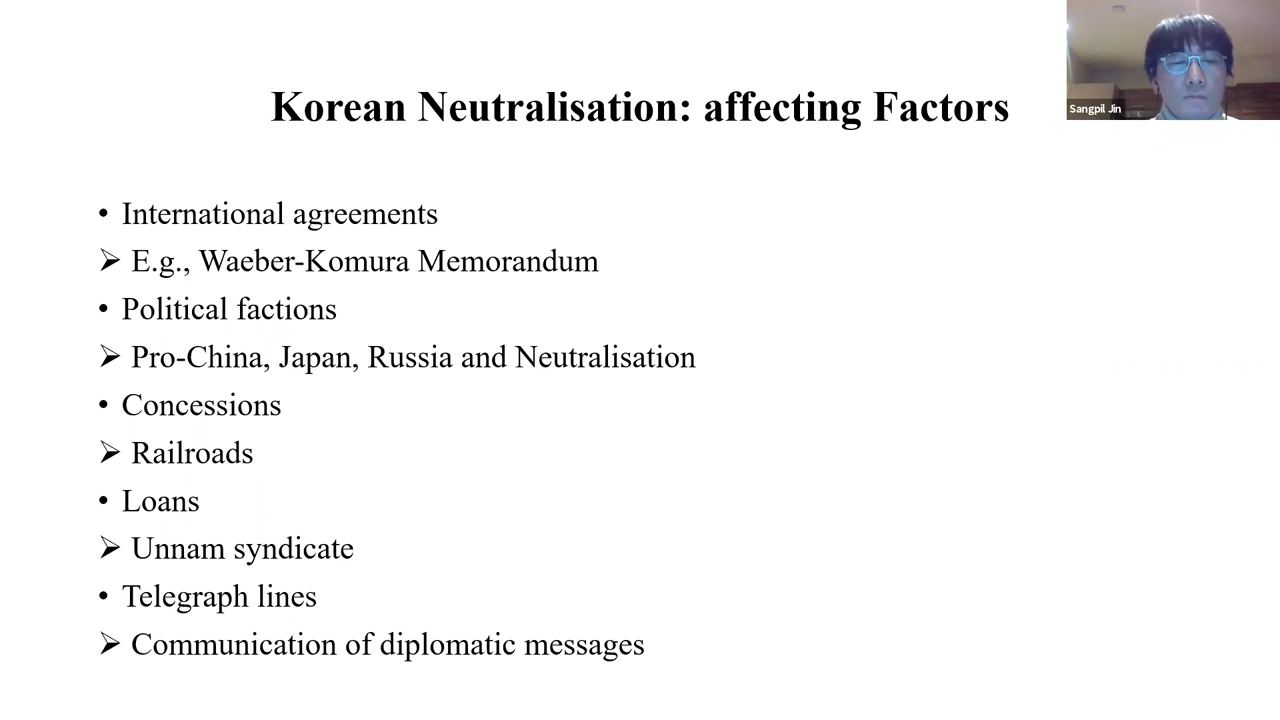 Korean Neutralisation: affecting Factors
Sangpil Jin
• International agreements
➢ E.g., Waeber-Komura Memorandum
• Political factions
➢ Pro-China, Japan, Russia and Neutralisation
• Concessions
➢ Railroads
• Loans
➢ Unnam syndicate
• Telegraph lines
➢ Communication of diplomatic messages